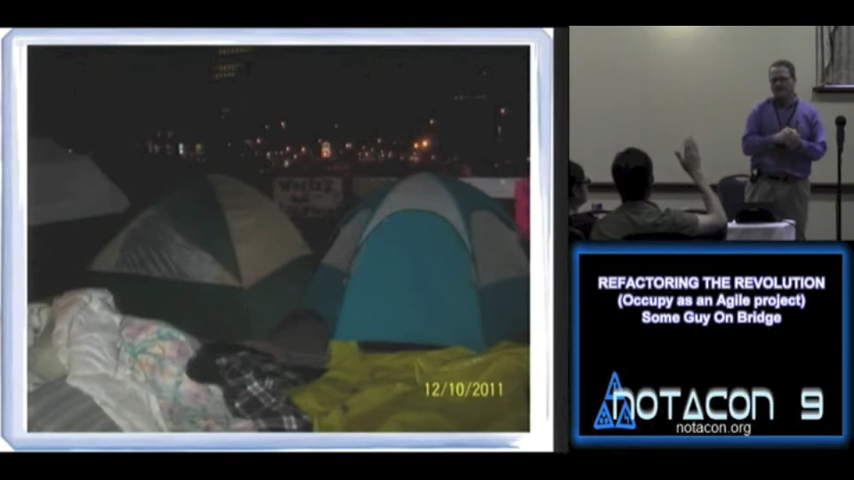 12/10/2011
REFACTORING THE REVOLUTION
(Occupy as an Agile project)
Some Guy On Bridge
NOTACON 9
notacon.org